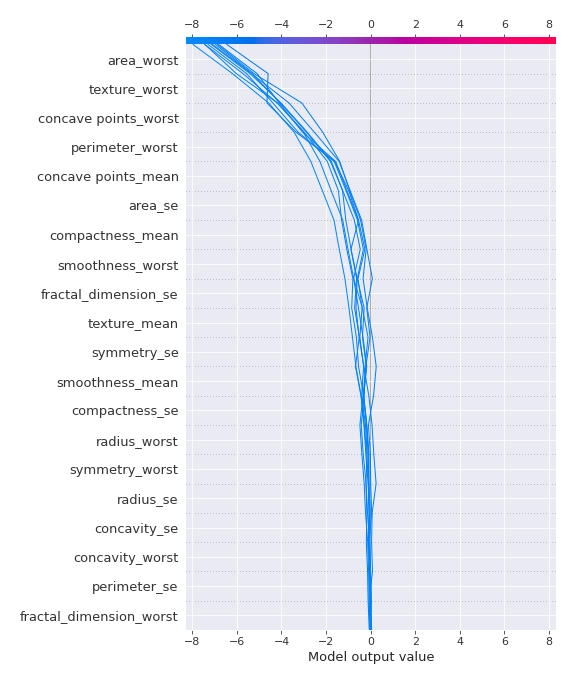 −8 −6 −4 −2 0 2 4 6 8
area_worst
texture_worst
concave points_worst
perimeter_worst
concave points_mean
area_se
compactness_mean
smoothness_worst
fractal_dimension_se
texture_mean
symmetry_se
smoothness_mean
compactness_se
radius_worst
symmetry_worst
radius_se
concavity_se
concavity_worst
perimeter_se
fractal_dimension_worst
−8 −6 −4 −2 0 2 4 6 8
Model output value